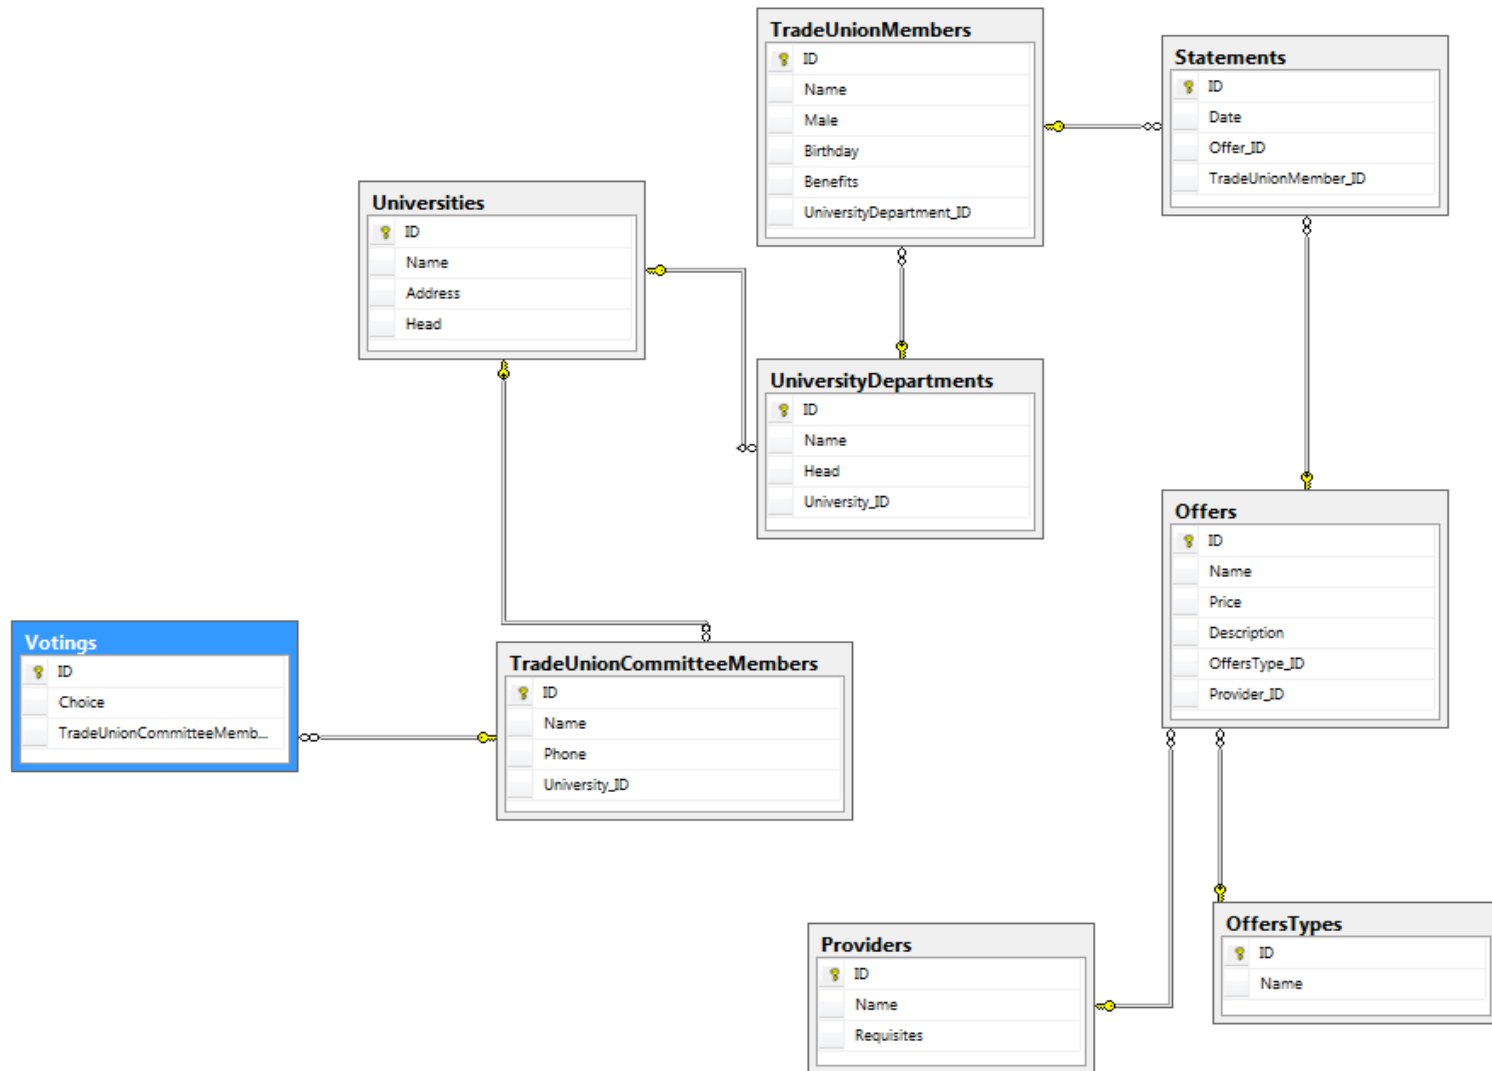 TradeUnionMembers
ID
Name
Male
Birthday
Benefits
UniversityDepartment_ID
Statements
ID
Date
Offer_ID
TradeUnionMember_ID
Universities
ID
Name
Address
Head
UniversityDepartments
ID
Name
Head
University_ID
Offers
ID
Name
Price
Description
OffersType_ID
Provider_ID
Votings
ID
Choice
TradeUnionCommitteeMemb...
TradeUnionCommitteeMembers
ID
Name
Phone
University_ID
Providers
ID
Name
Requisites
OffersTypes
ID
Name